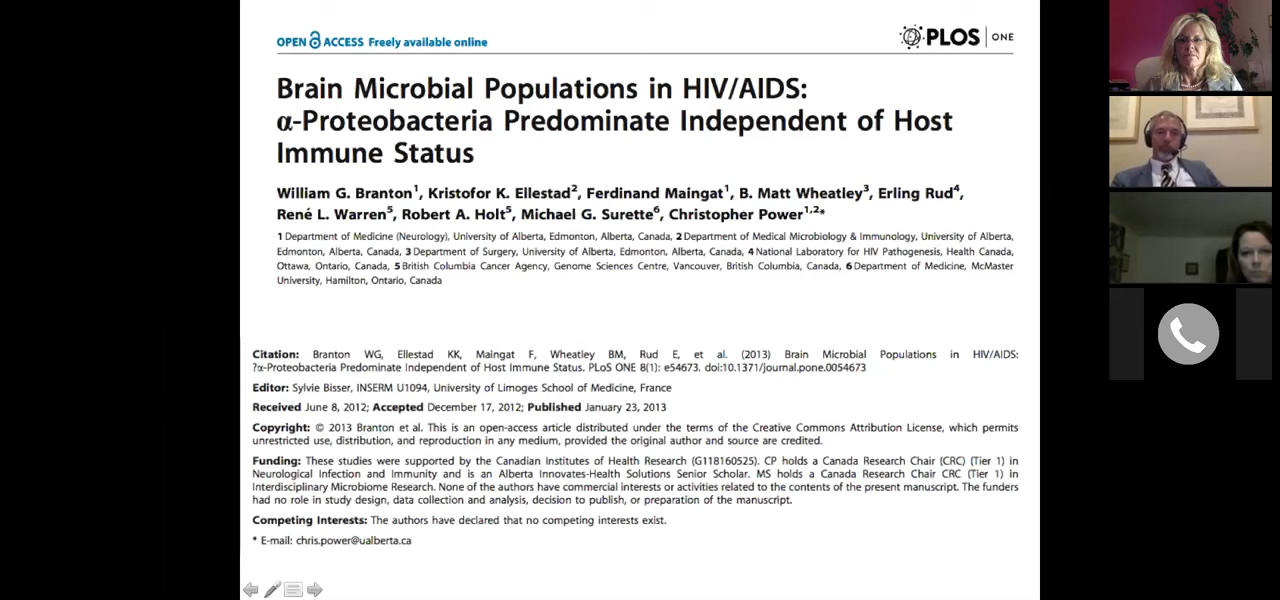 OPEN ACCESS Freely available online
PLOS ONE
Brain Microbial Populations in HIV/AIDS:
α-Proteobacteria Predominate Independent of Host
Immune Status
William G. Branton1, Kristofor K. Ellestad2, Ferdinand Maingat1, B. Matt Wheatley3, Erling Rud4,
René L. Warren5, Robert A. Holt5, Michael G. Surette6, Christopher Power1,2*
1 Department of Medicine (Neurology), University of Alberta, Edmonton, Alberta, Canada, 2 Department of Medical Microbiology & Immunology, University of Alberta,
Edmonton, Alberta, Canada, 3 Department of Surgery, University of Alberta, Edmonton, Alberta, Canada, 4 National Laboratory for HIV Pathogenesis, Health Canada,
Ottawa, Ontario, Canada, 5 British Columbia Cancer Agency, Genome Sciences Centre, Vancouver, British Columbia, Canada, 6 Department of Medicine, McMaster
University, Hamilton, Ontario, Canada
Citation: Branton WG, Ellestad KK, Maingat F, Wheatley BM, Rud E, et al. (2013) Brain Microbial Populations in HIV/AIDS:
?α-Proteobacteria Predominate Independent of Host Immune Status. PLoS ONE 8(1): e54673. doi:10.1371/journal.pone.0054673
Editor: Sylvie Bisser, INSERM U1094, University of Limoges School of Medicine, France
Received June 8, 2012; Accepted December 17, 2012; Published January 23, 2013
Copyright: © 2013 Branton et al. This is an open-access article distributed under the terms of the Creative Commons Attribution License, which permits
unrestricted use, distribution, and reproduction in any medium, provided the original author and source are credited.
Funding: These studies were supported by the Canadian Institutes of Health Research (G118160525). CP holds a Canada Research Chair (CRC) (Tier 1) in
Neurological Infection and Immunity and is an Alberta Innovates-Health Solutions Senior Scholar. MS holds a Canada Research Chair CRC (Tier 1) in
Interdisciplinary Microbiome Research. None of the authors have commercial interests or activities related to the contents of the present manuscript. The funders
had no role in study design, data collection and analysis, decision to publish, or preparation of the manuscript.
Competing Interests: The authors have declared that no competing interests exist.
* E-mail: chris.power@ualberta.ca